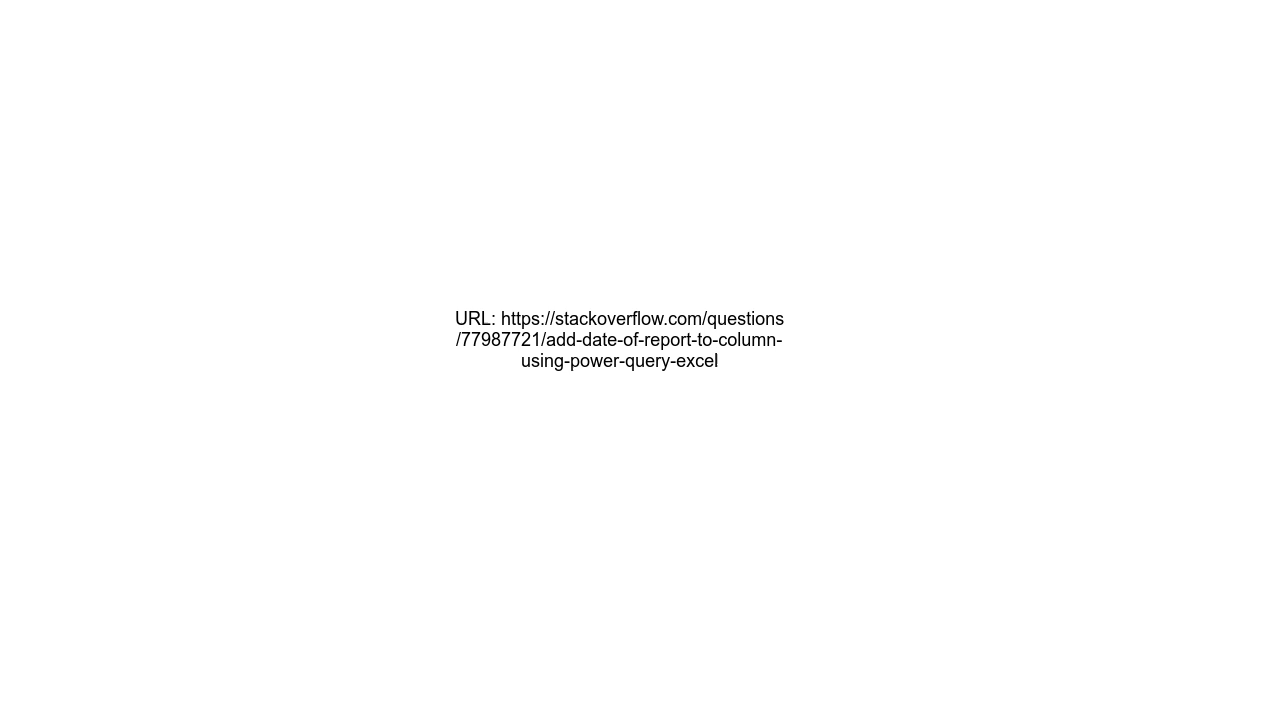 URL: https://stackoverflow.com/questions
/77987721/add-date-of-report-to-column-
using-power-query-excel